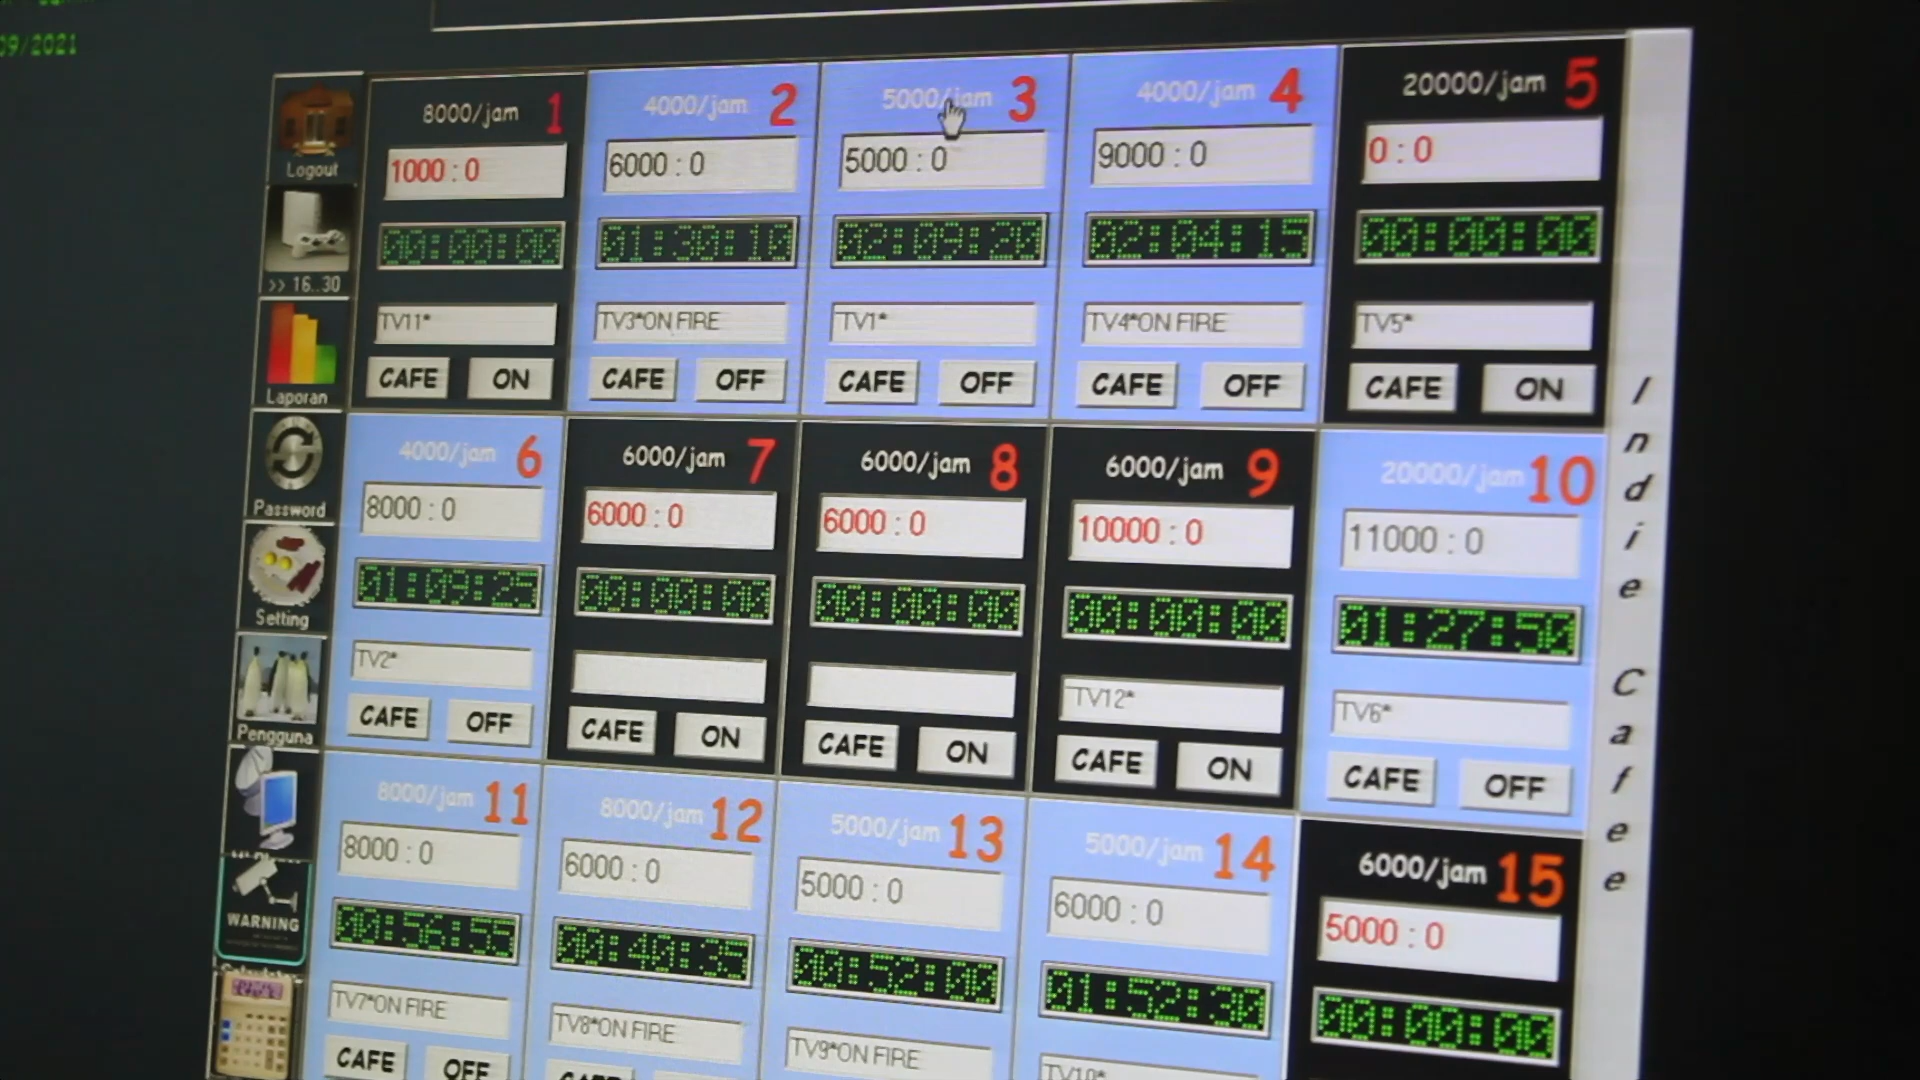 09/2021
Logout
>> 16..30
Laporan
Password
Setting
Pengguna
WARNING
8000/jam 1
1000 : 0
00:00:00
TV11*
CAFE ON
4000/jam 2
6000 : 0
01:30:10
TV3*ON FIRE
CAFE OFF
5000/jam 3
5000 : 0
02:09:20
TV1*
CAFE OFF
4000/jam 4
9000 : 0
02:04:15
TV4*ON FIRE
CAFE OFF
20000/jam 5
0 : 0
00:00:00
TV5*
CAFE ON
4000/jam 6
8000 : 0
01:09:25
TV2*
CAFE OFF
6000/jam 7
6000 : 0
00:00:00
CAFE ON
6000/jam 8
6000 : 0
00:00:00
CAFE ON
6000/jam 9
10000 : 0
00:00:00
TV12*
CAFE ON
20000/jam 10
11000 : 0
01:27:50
TV6*
CAFE OFF
8000/jam 11
8000 : 0
00:56:55
TV7*ON FIRE
CAFE OFF
8000/jam 12
6000 : 0
00:40:35
TV8*ON FIRE
CAFE
5000/jam 13
5000 : 0
00:52:00
TV9*ON FIRE
5000/jam 14
6000 : 0
01:52:30
TV10*
6000/jam 15
5000 : 0
00:00:00
Indie Cafee